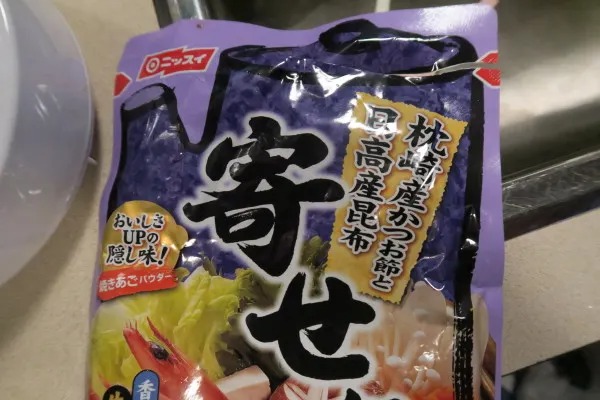 ニッスイ
枕崎産かつお節と
日高産昆布
寄せ
おいしさ
UPの
隠し味!
焼きあごパウダー
香